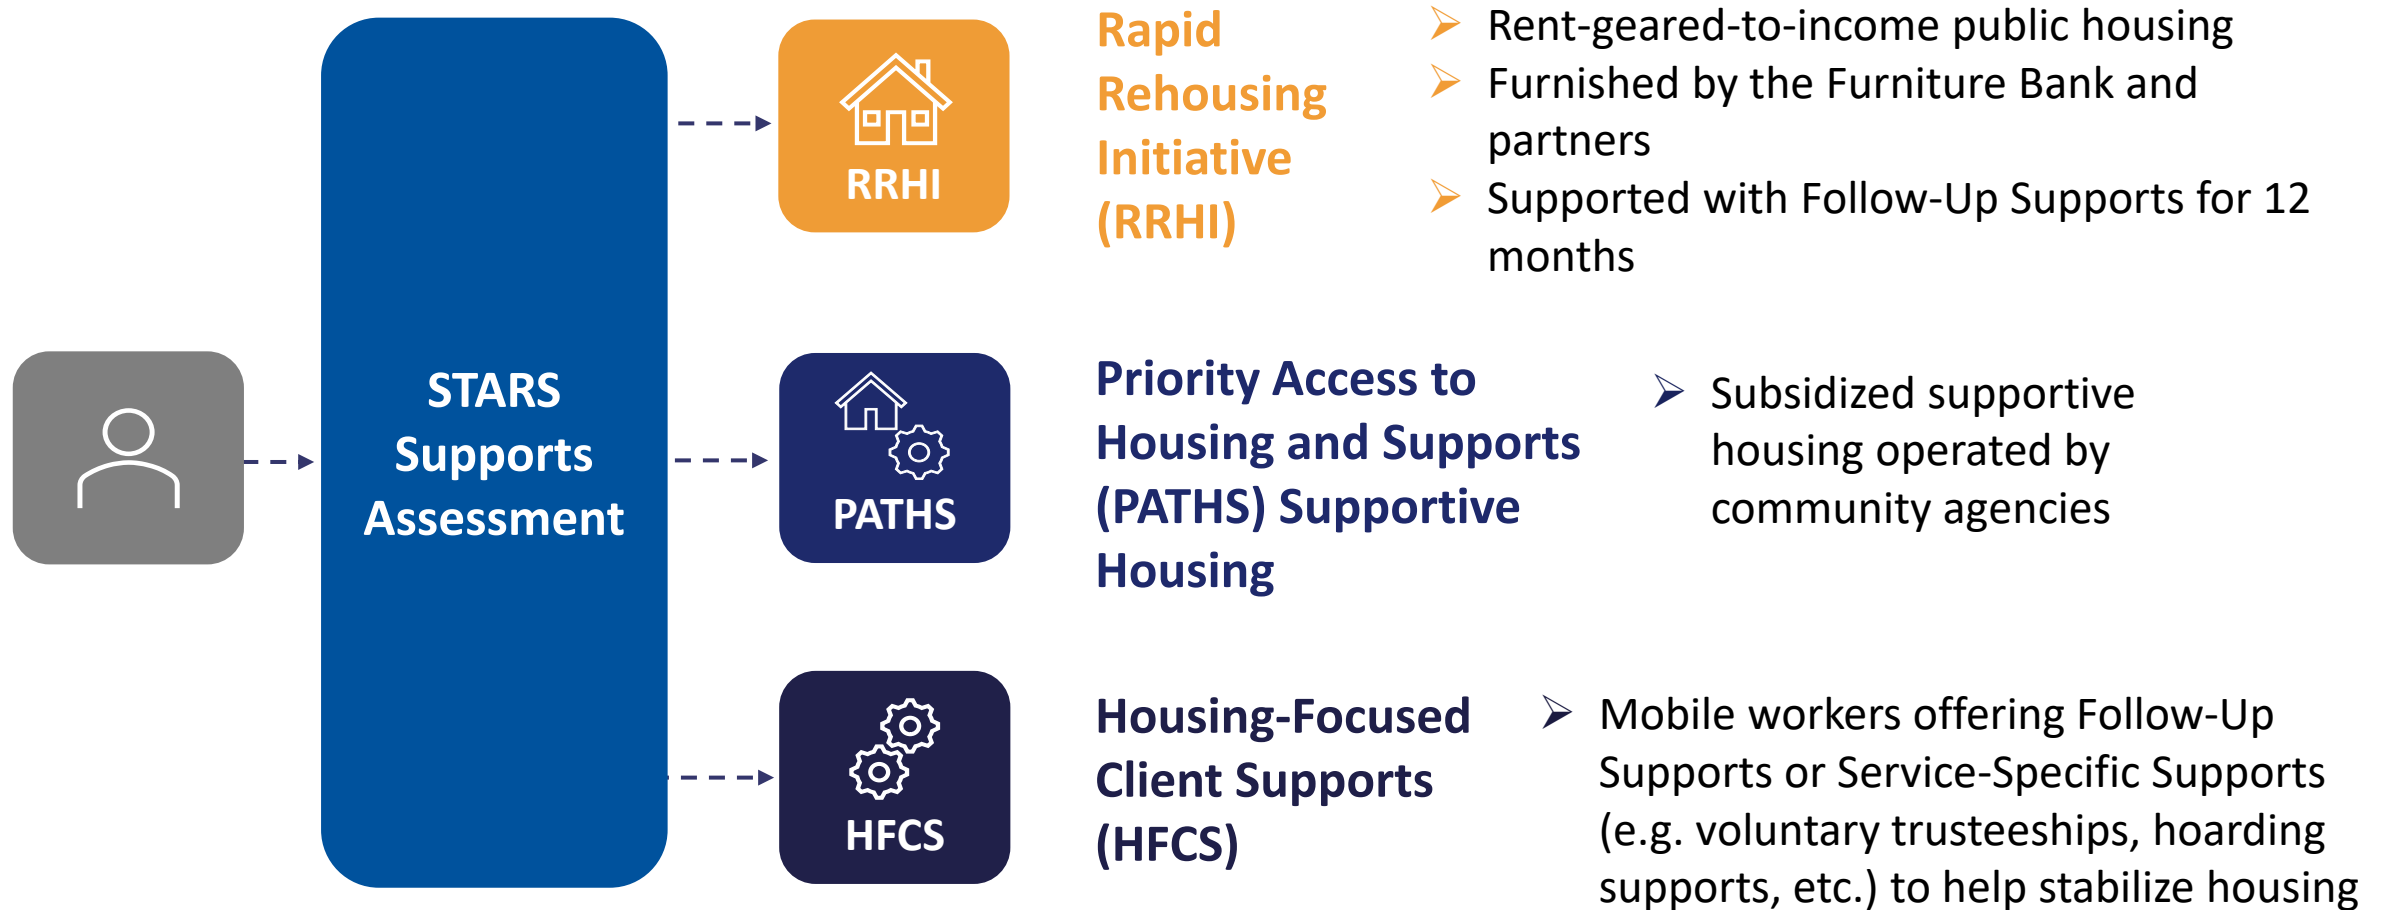 STARS
Supports
Assessment
RRHI
Rapid
Rehousing
Initiative
(RRHI)
➢ Rent-geared-to-income public housing
➢ Furnished by the Furniture Bank and
partners
➢ Supported with Follow-Up Supports for 12
months
PATHS
Priority Access to
Housing and Supports
(PATHS) Supportive
Housing
➢ Subsidized supportive
housing operated by
community agencies
HFCS
Housing-Focused
Client Supports
(HFCS)
➢ Mobile workers offering Follow-Up
Supports or Service-Specific Supports
(e.g. voluntary trusteeships, hoarding
supports, etc.) to help stabilize housing